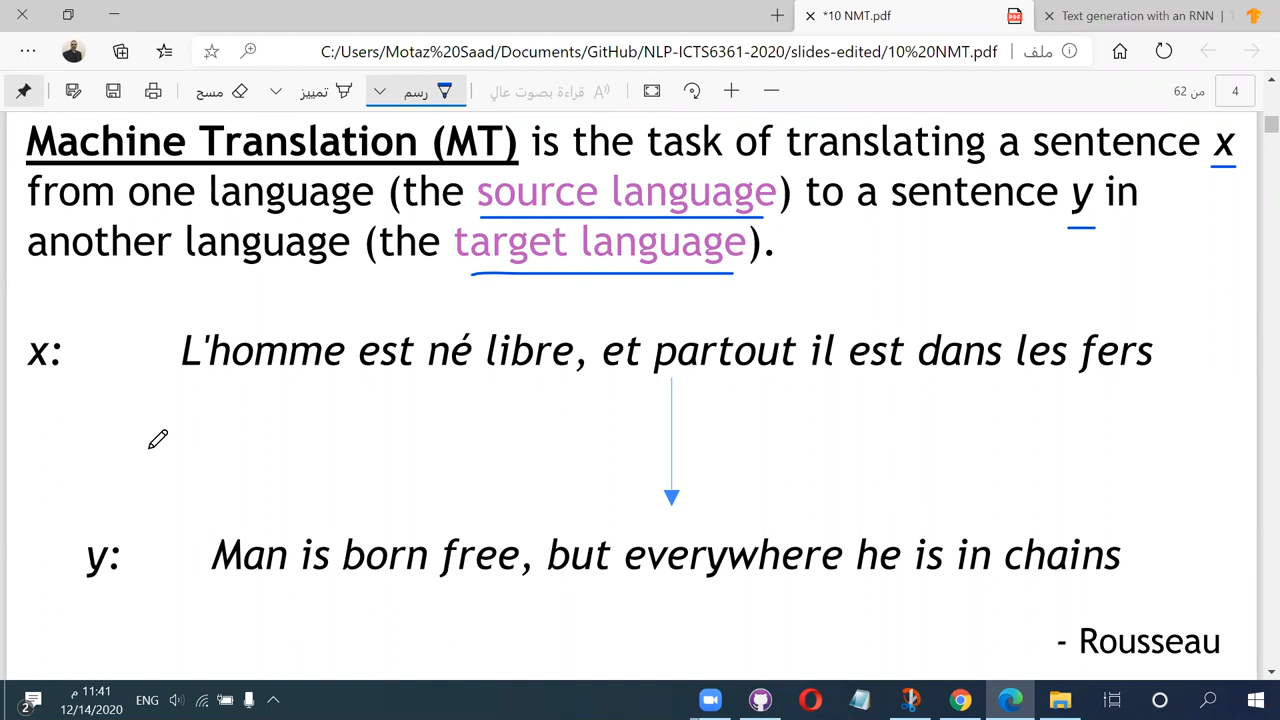 *10 NMT.pdf
Text generation with an RNN |
C:/Users/Motaz%20Saad/Documents/GitHub/NLP-ICTS6361-2020/slides-edited/10%20NMT.pdf
ملف
مسح
تمييز
رسم
قراءة بصوت عالٍ
من 62
4
Machine Translation (MT) is the task of translating a sentence x
from one language (the source language) to a sentence y in
another language (the target language).
x: L'homme est né libre, et partout il est dans les fers
y: Man is born free, but everywhere he is in chains
- Rousseau
2
11:41 م
12/14/2020
ENG